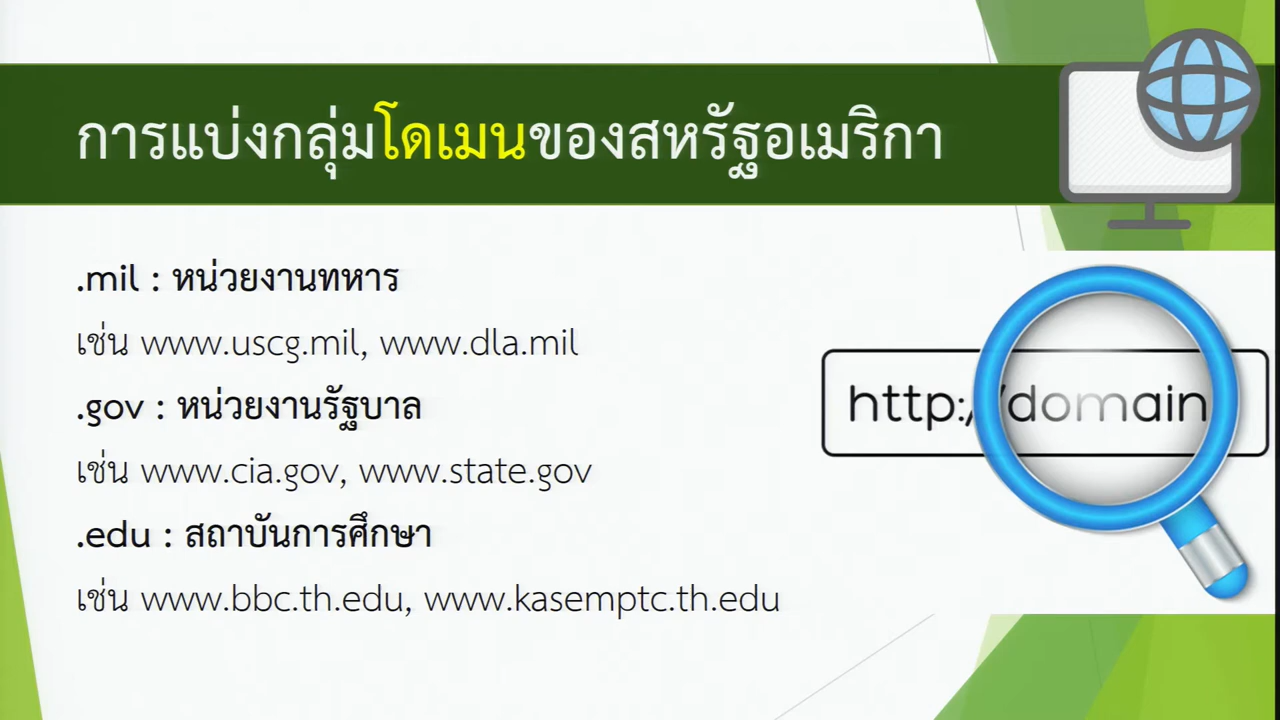 การแบ่งกลุ่มโดเมนของสหรัฐอเมริกา
.mil : หน่วยงานทหาร
เช่น www.uscg.mil, www.dla.mil
.gov : หน่วยงานรัฐบาล
เช่น www.cia.gov, www.state.gov
.edu : สถาบันการศึกษา
เช่น www.bbc.th.edu, www.kasemptc.th.edu
http://domain